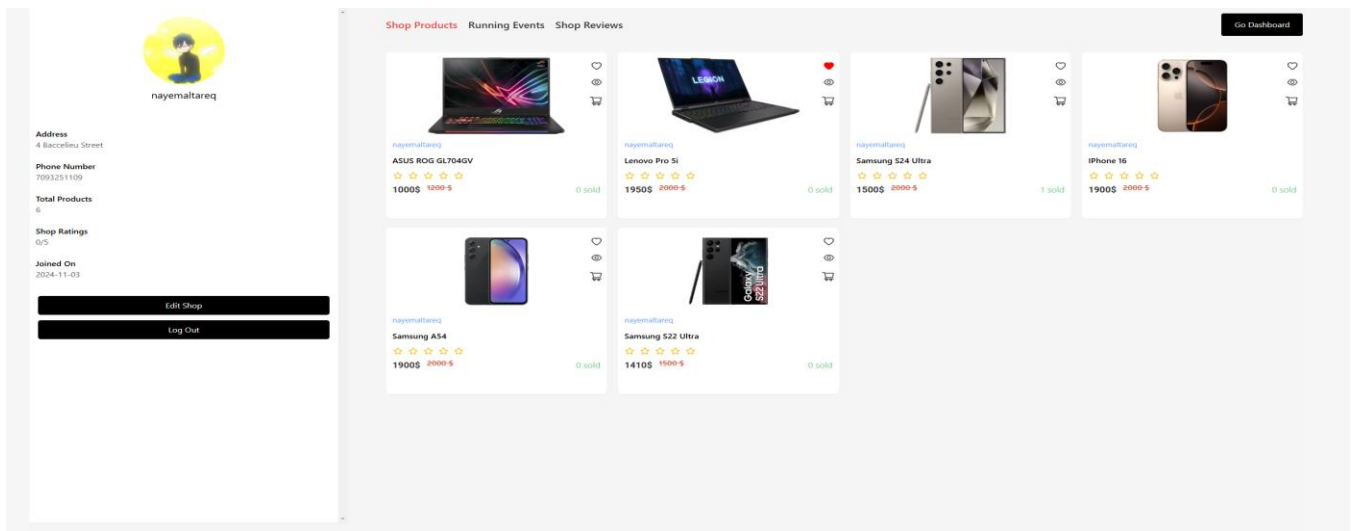 nayemaltareq
Address
4 Baccelieu Street
Phone Number
7093251109
Total Products
6
Shop Ratings
0/5
Joined On
2024-11-03
Edit Shop
Log Out
Shop Products Running Events Shop Reviews
Go Dashboard
nayemaltareq
ASUS ROG GL704GV
1000$ 1200 $ 0 sold
LEGION
nayemaltareq
Lenovo Pro 5i
1950$ 2000 $ 0 sold
nayemaltareq
Samsung S24 Ultra
1500$ 2000 $ 1 sold
nayemaltareq
IPhone 16
1900$ 2000 $ 0 sold
nayemaltareq
Samsung A54
1900$ 2000 $ 0 sold
Galaxy
S22 Ultra
nayemaltareq
Samsung S22 Ultra
1410$ 1500 $ 0 sold